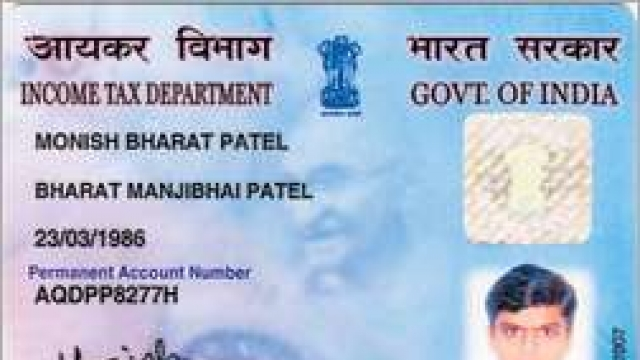 आयकर विभाग
भारत सरकार
INCOME TAX DEPARTMENT
GOVT. OF INDIA
MONISH BHARAT PATEL
BHARAT MANJIBHAI PATEL
23/03/1986
Permanent Account Number
AQDPP8277H